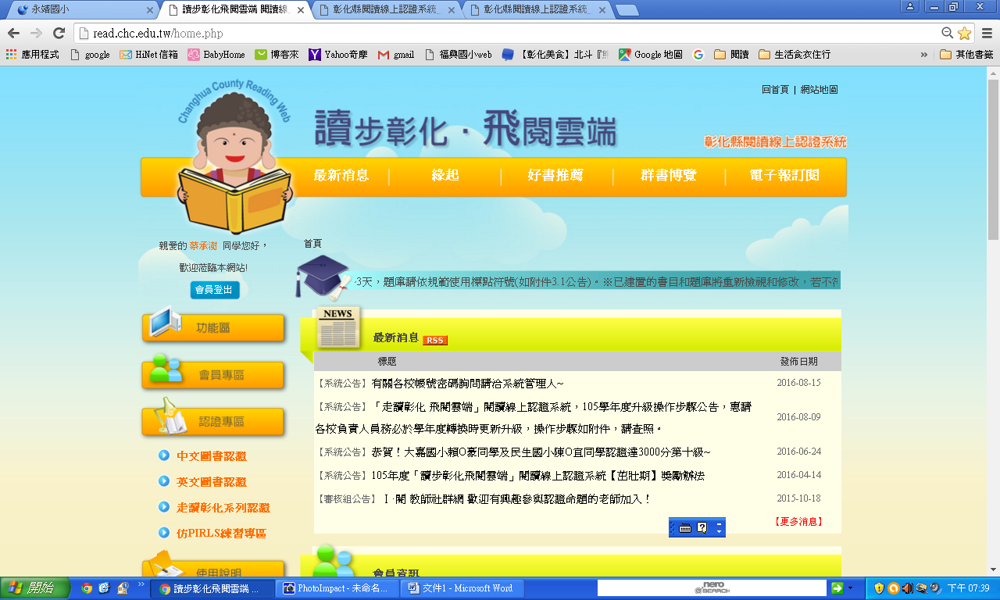 永靖國小
讀步彰化飛閱雲端 閱讀線
彰化縣閱讀線上認證系統
彰化縣閱讀線上認證系統
read.chc.edu.tw/home.php
應用程式
google
HiNet 信箱
BabyHome
博客來
Yahoo奇摩
gmail
福興國小web
【彰化美食】北斗
Google 地圖
閱讀
生活食衣住行
其他書籤
Changhua County Reading Web
回首頁 | 網站地圖
讀步彰化・飛閱雲端
彰化縣閱讀線上認證系統
最新消息
緣起
好書推薦
群書博覽
電子報訂閱
親愛的 蔡承澍 同學您好，
歡迎蒞臨本網站!
會員登出
首頁
3天，題庫請依規範使用標點符號(如附件3.1公告)。※已建置的書目和題庫將重新檢視和修改，若不符
功能區
會員專區
認證專區
中文圖書認證
英文圖書認證
走讀彰化系列認證
仿PIRLS練習專區
使用說明
NEWS
最新消息 RSS
標題
發佈日期
【系統公告】有關各校帳號密碼詢問請洽系統管理人~
2016-08-15
【系統公告】「走讀彰化 飛閱雲端」閱讀線上認證系統，105學年度升級操作步驟公告，惠請
各校負責人員務必於學年度轉換時更新升級，操作步驟如附件，請查照。
2016-08-09
【系統公告】恭賀！大嘉國小賴O豪同學及民生國小陳O宜同學認證達3000分第十級~
2016-06-24
【系統公告】105年度「讀步彰化飛閱雲端」閱讀線上認證系統【茁壯期】獎勵辦法
2016-04-14
【審核組公告】I·閱 教師社群網 歡迎有興趣參與認證命題的老師加入！
2015-10-18
【更多消息】
會員資訊
開始
讀步彰化飛閱雲端 ...
PhotoImpact - 未命名...
文件1 - Microsoft Word
nero
SEARCH
下午 07:39